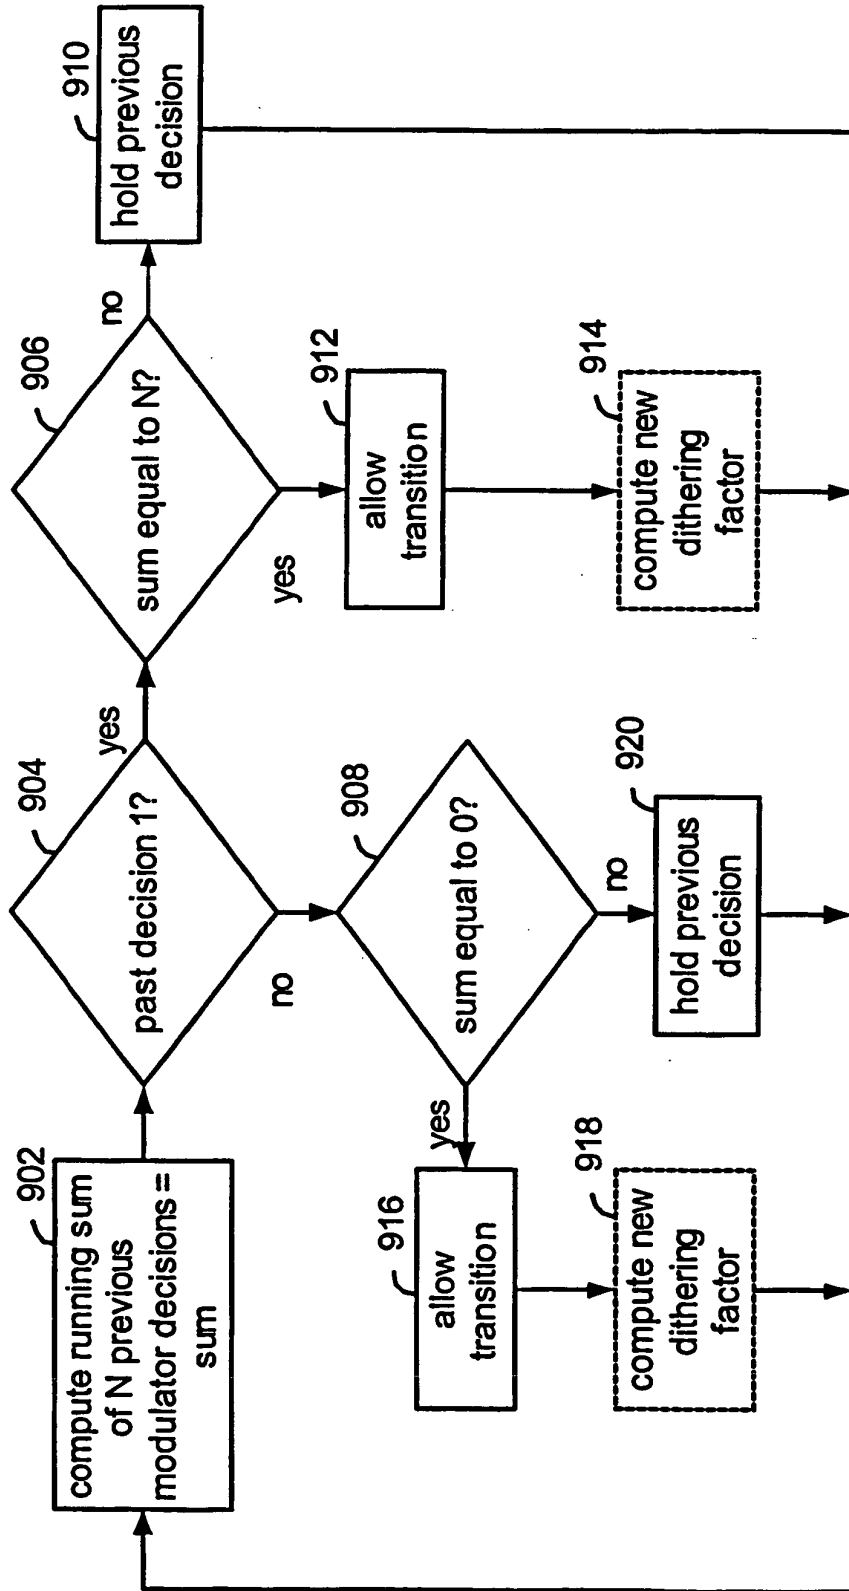 902
compute running sum
of N previous
modulator decisions=
sum
904
past decision 1?
yes
no
906
sum equal to N?
no
yes
910
hold previous
decision
912
allow
transition
914
compute new
dithering
factor
908
sum equal to 0?
yes
no
916
allow
transition
918
compute new
dithering
factor
920
hold previous
decision